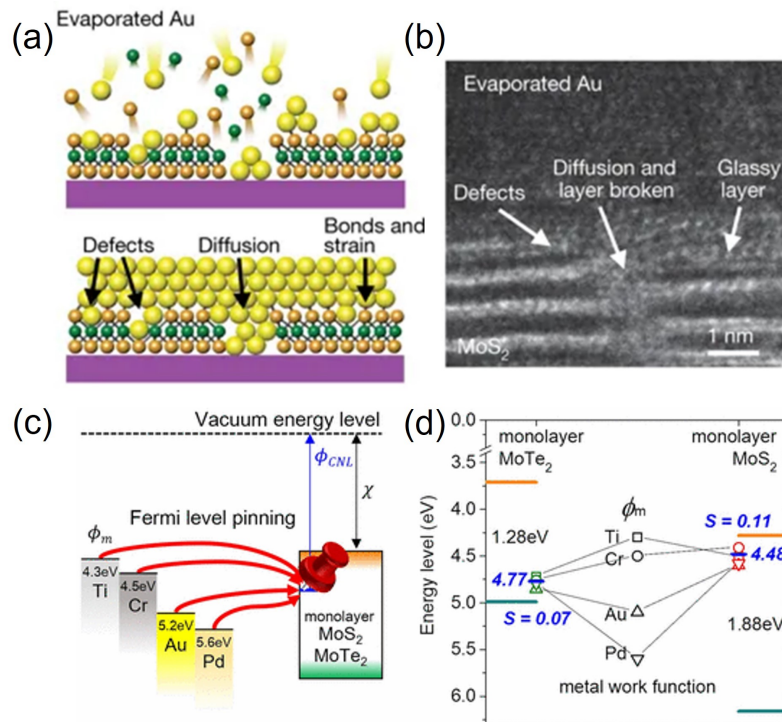 (a)
Evaporated Au
Defects
Diffusion
Bonds and
strain
(b)
Evaporated Au
Defects
Diffusion and
layer broken
Glassy
layer
MoS₂
1 nm
(c)
Vacuum energy level
ϕCNL
χ
Fermi level pinning
ϕm
4.3eV
Ti
4.5eV
Cr
5.2eV
Au
5.6eV
Pd
monolayer
MoS₂
MoTe₂
(d)
Energy level (eV)
0.0
3.5
4.0
4.5
5.0
5.5
6.0
monolayer
MoTe₂
1.28eV
4.77
S = 0.07
ϕm
Ti
Cr
Au
Pd
metal work function
monolayer
MoS₂
S = 0.11
4.48
1.88eV